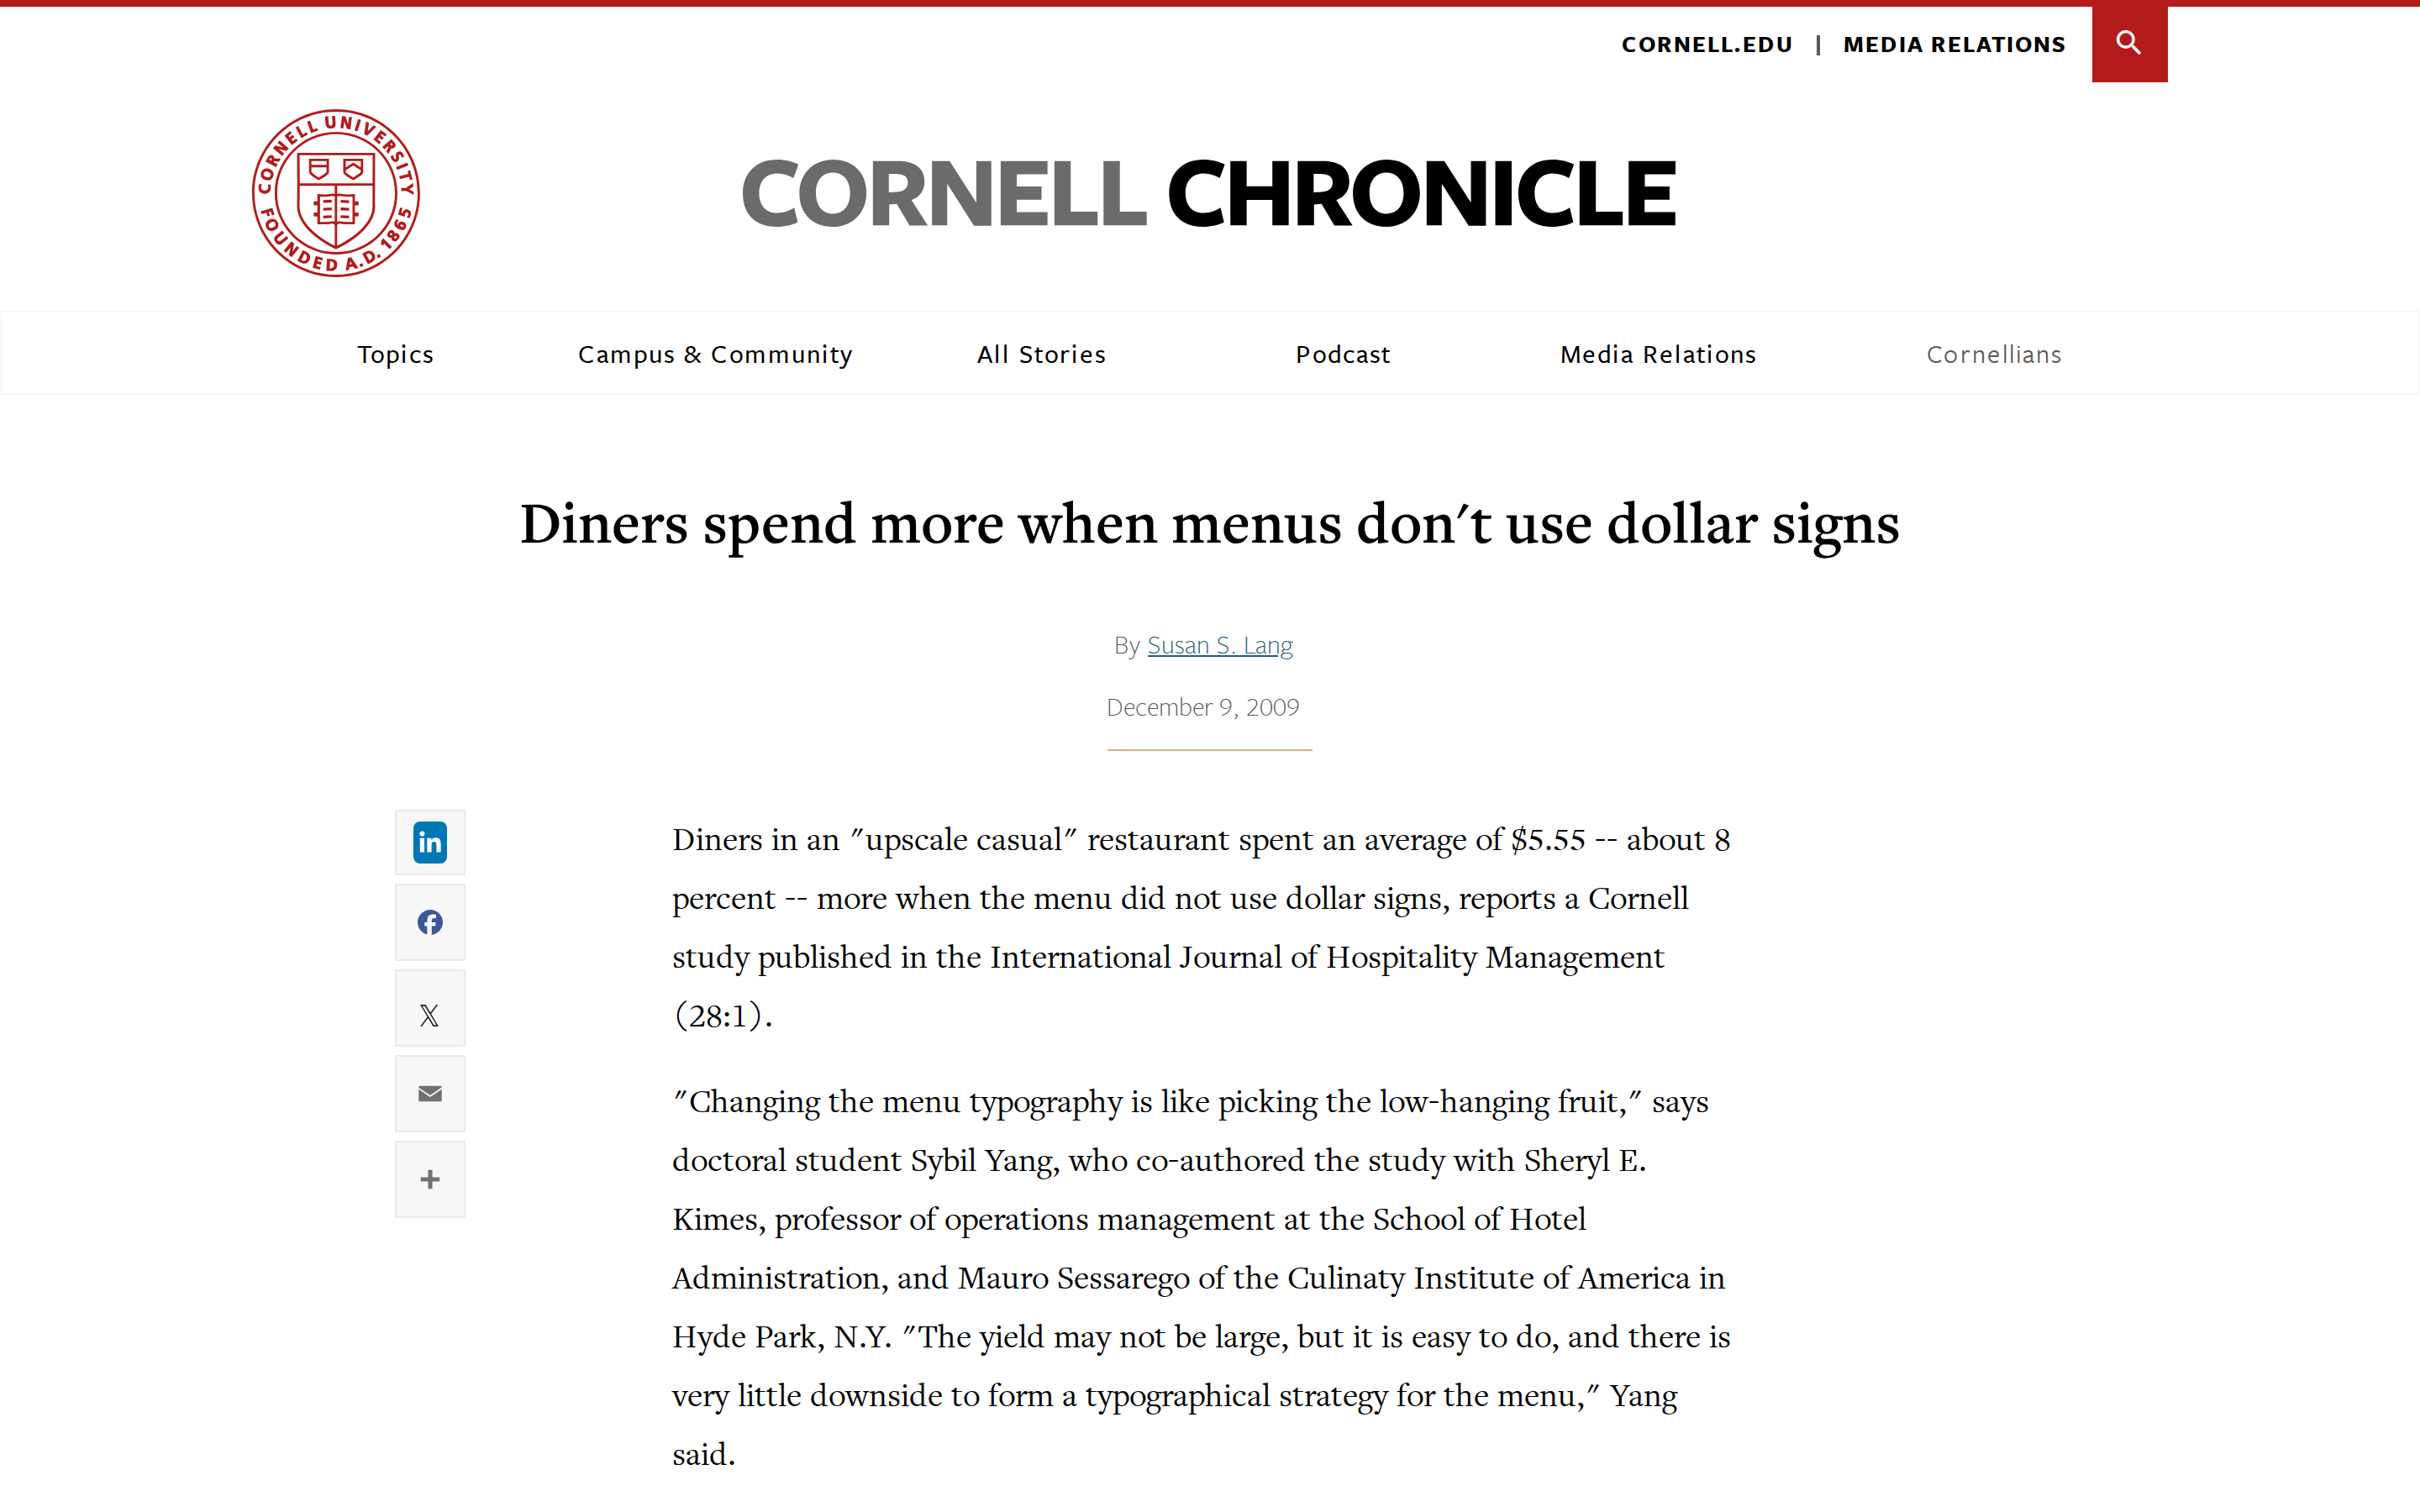 CORNELL.EDU | MEDIA RELATIONS
CORNELL UNIVERSITY
FOUNDED A.D. 1865
CORNELL CHRONICLE
Topics Campus & Community All Stories Podcast Media Relations Cornellians
Diners spend more when menus don't use dollar signs
By Susan S. Lang
December 9, 2009
in
f
X
+
Diners in an "upscale casual" restaurant spent an average of $5.55 -- about 8
percent -- more when the menu did not use dollar signs, reports a Cornell
study published in the International Journal of Hospitality Management
(28:1).
"Changing the menu typography is like picking the low-hanging fruit," says
doctoral student Sybil Yang, who co-authored the study with Sheryl E.
Kimes, professor of operations management at the School of Hotel
Administration, and Mauro Sessarego of the Culinaty Institute of America in
Hyde Park, N.Y. "The yield may not be large, but it is easy to do, and there is
very little downside to form a typographical strategy for the menu," Yang
said.